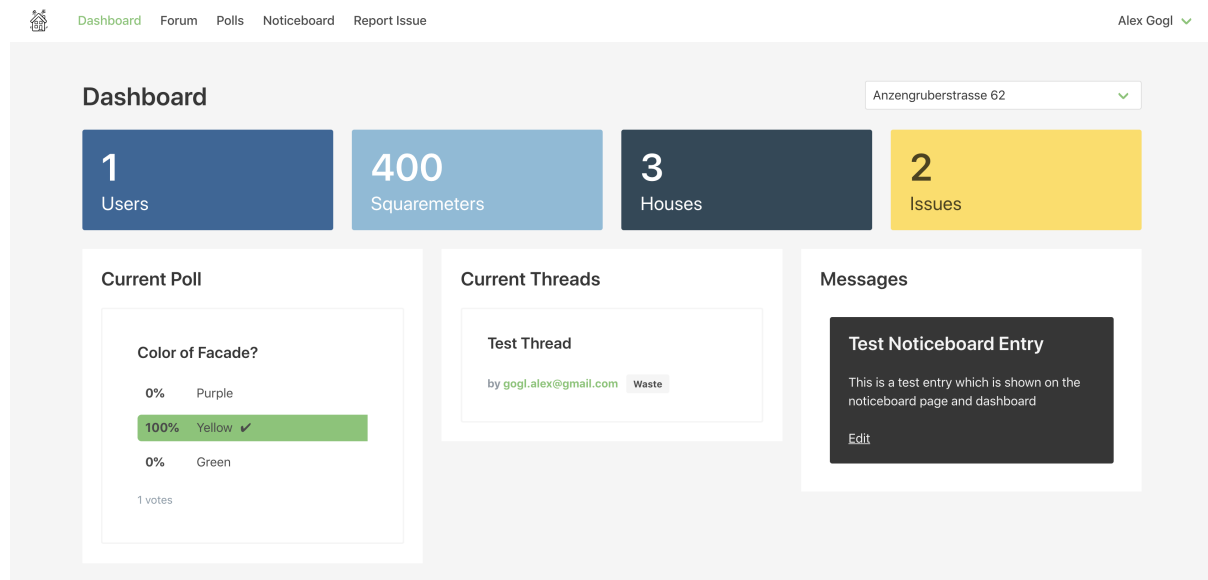 Dashboard Forum Polls Noticeboard Report Issue Alex Gogl
Dashboard
Anzengruberstrasse 62
1
Users
400
Squaremeters
3
Houses
2
Issues
Current Poll
Color of Facade?
0% Purple
100% Yellow ✔
0% Green
1 votes
Current Threads
Test Thread
by gogl.alex@gmail.com Waste
Messages
Test Noticeboard Entry
This is a test entry which is shown on the
noticeboard page and dashboard
Edit